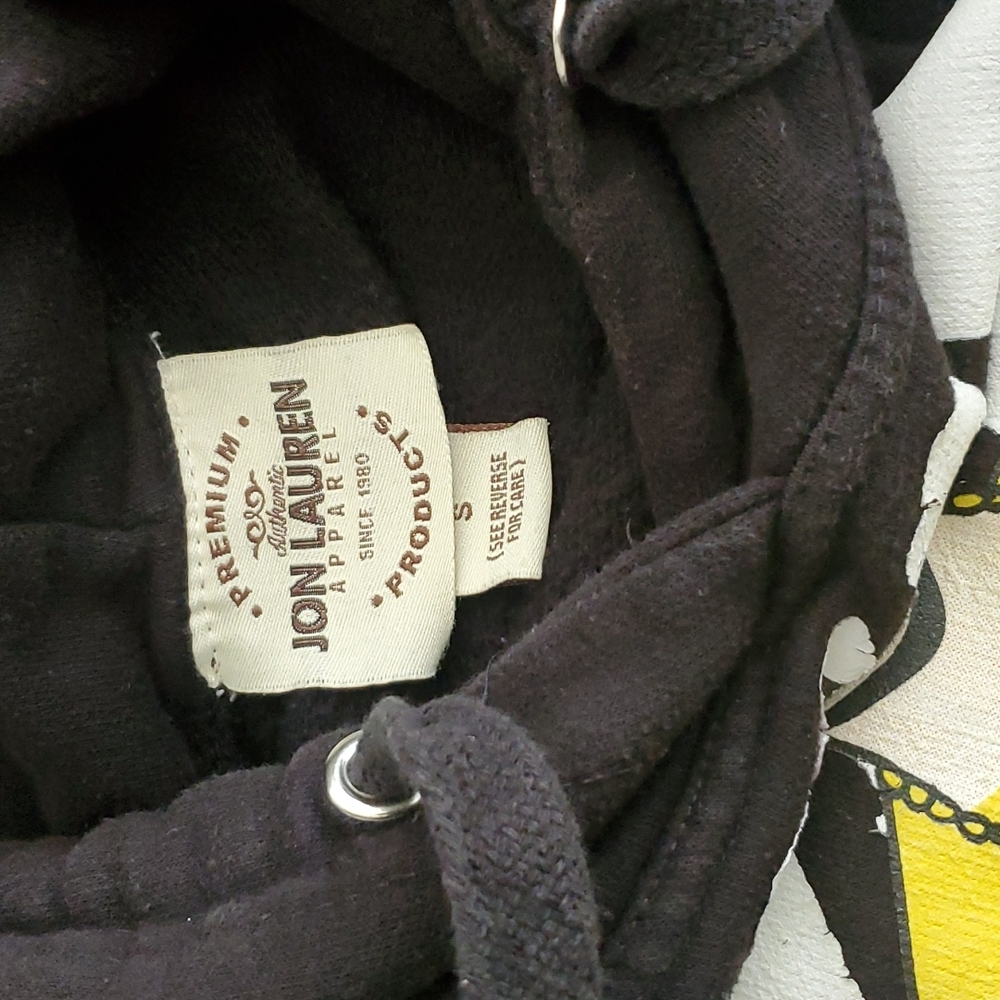 PREMIUM
Authentic
JON LAUREN
APPAREL
SINCE 1980
PRODUCTS
S
(SEE REVERSE
FOR CARE)